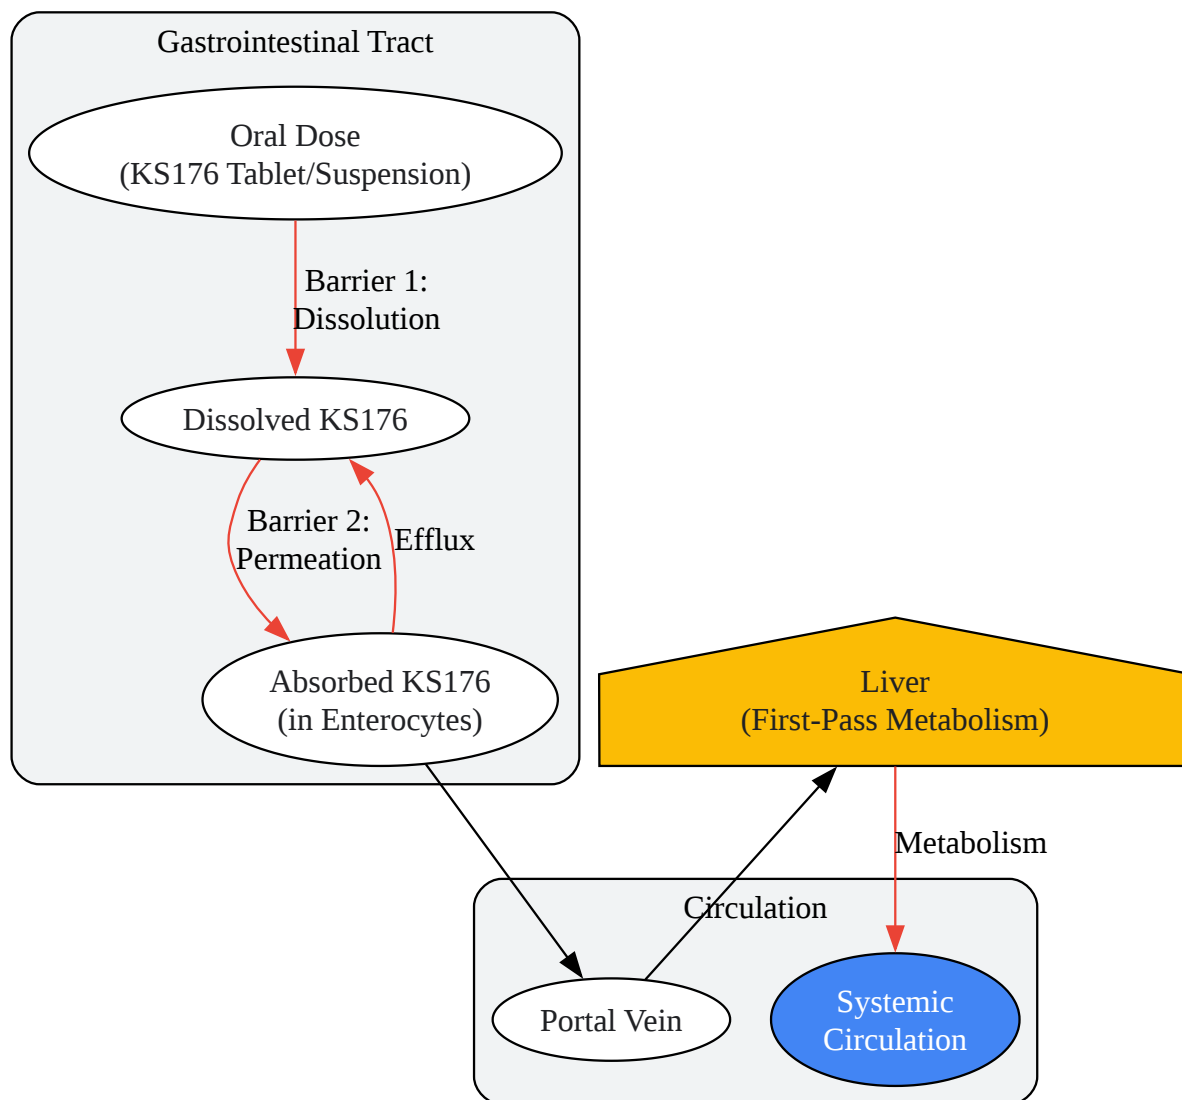 Gastrointestinal Tract
Oral Dose
(KS176 Tablet/Suspension)
Barrier 1:
Dissolution
Dissolved KS176
Barrier 2:
Permeation
Efflux
Absorbed KS176
(in Enterocytes)
Liver
(First-Pass Metabolism)
Metabolism
Circulation
Portal Vein
Systemic
Circulation